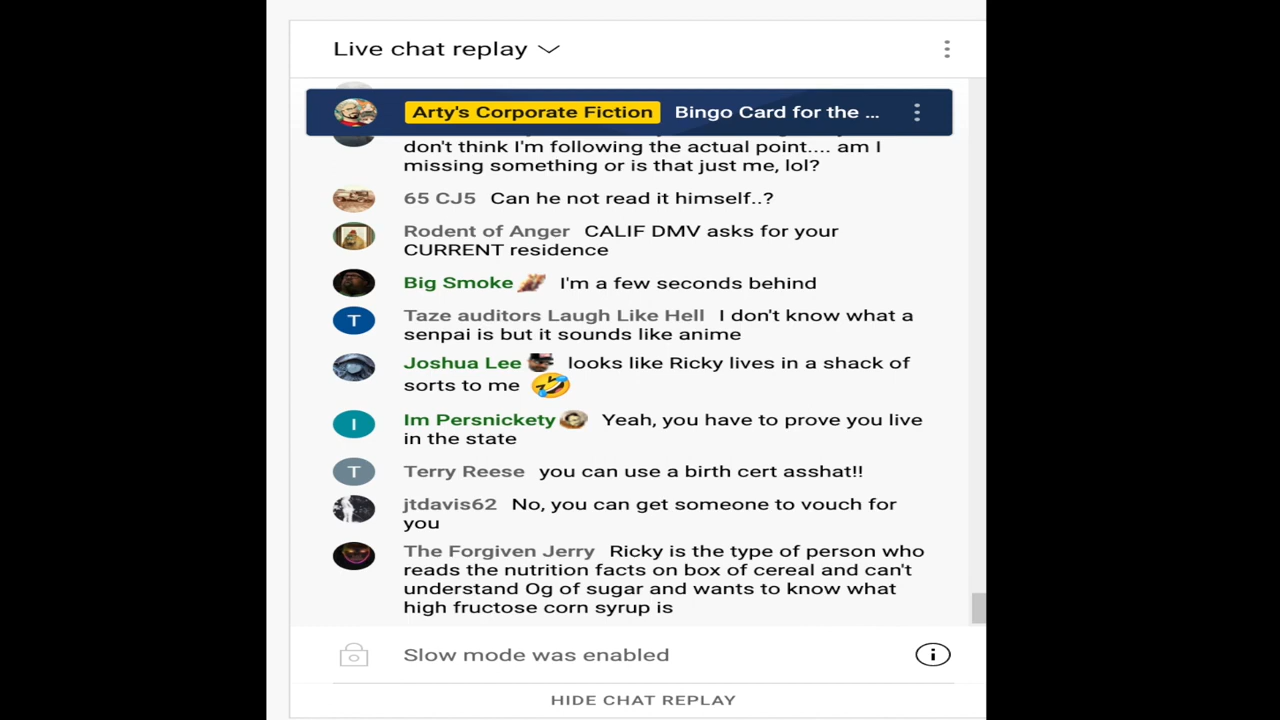 Live chat replay
Arty's Corporate Fiction Bingo Card for the ...
don't think I'm following the actual point.... am I
missing something or is that just me, lol?
65 CJ5 Can he not read it himself..?
Rodent of Anger CALIF DMV asks for your
CURRENT residence
Big Smoke I'm a few seconds behind
T Taze auditors Laugh Like Hell I don't know what a
senpai is but it sounds like anime
Joshua Lee looks like Ricky lives in a shack of
sorts to me 🤣
I Im Persnickety Yeah, you have to prove you live
in the state
T Terry Reese you can use a birth cert asshat!!
jtdavis62 No, you can get someone to vouch for
you
The Forgiven Jerry Ricky is the type of person who
reads the nutrition facts on box of cereal and can't
understand Og of sugar and wants to know what
high fructose corn syrup is
Slow mode was enabled
HIDE CHAT REPLAY